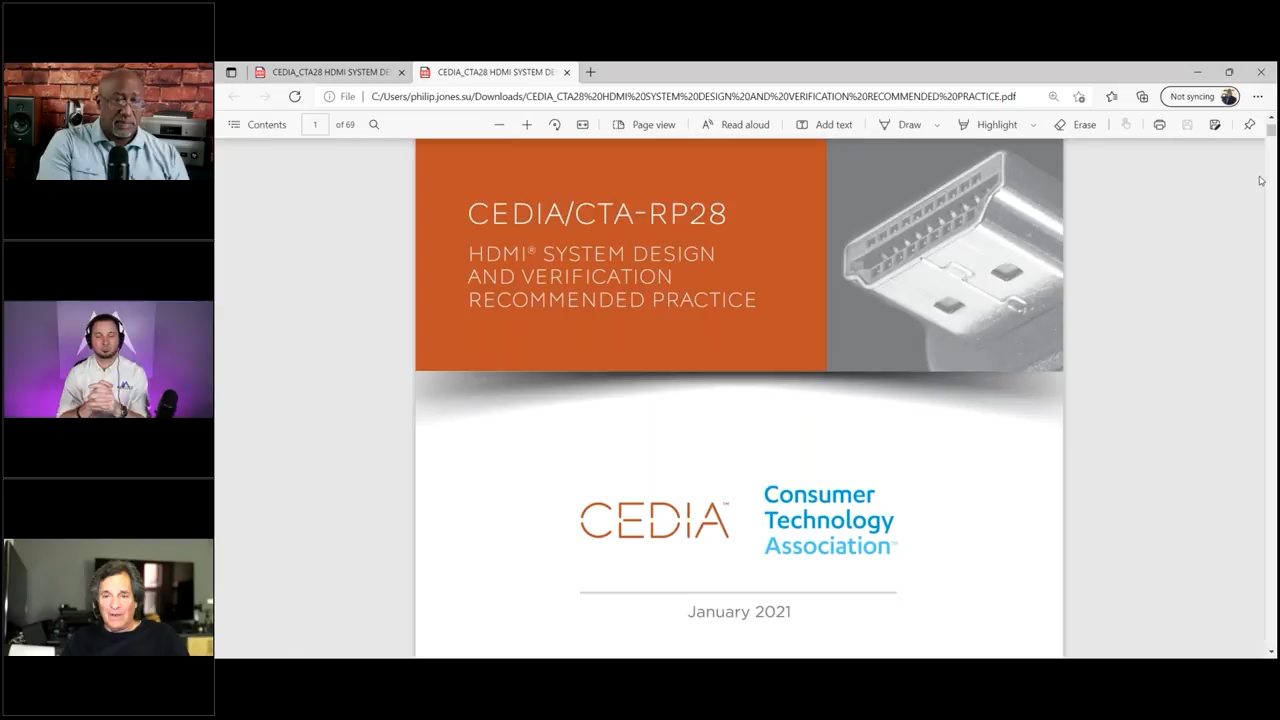 CEDIA_CTA28 HDMI SYSTEM DE
CEDIA_CTA28 HDMI SYSTEM DE
File
C:/Users/philip.jones.su/Downloads/CEDIA_CTA28%20HDMI%20SYSTEM%20DESIGN%20AND%20VERIFICATION%20RECOMMENDED%20PRACTICE.pdf
Not syncing
Contents
1 of 69
Page view
Read aloud
Add text
Draw
Highlight
Erase
CEDIA/CTA-RP28
HDMI® SYSTEM DESIGN
AND VERIFICATION
RECOMMENDED PRACTICE
CEDIA™
Consumer
Technology
Association™
January 2021